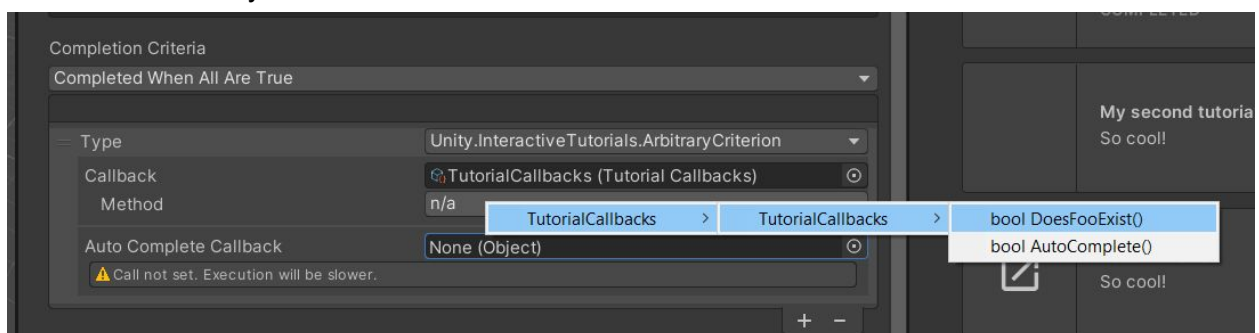 Completion Criteria
Completed When All Are True
Type
Unity.InteractiveTutorials.ArbitraryCriterion
Callback
TutorialCallbacks (Tutorial Callbacks)
Method
n/a
TutorialCallbacks >
TutorialCallbacks >
bool DoesFooExist()
bool AutoComplete()
Auto Complete Callback
None (Object)
Call not set. Execution will be slower.
+ −
COMPLETED
My second tutoria
So cool!
So cool!